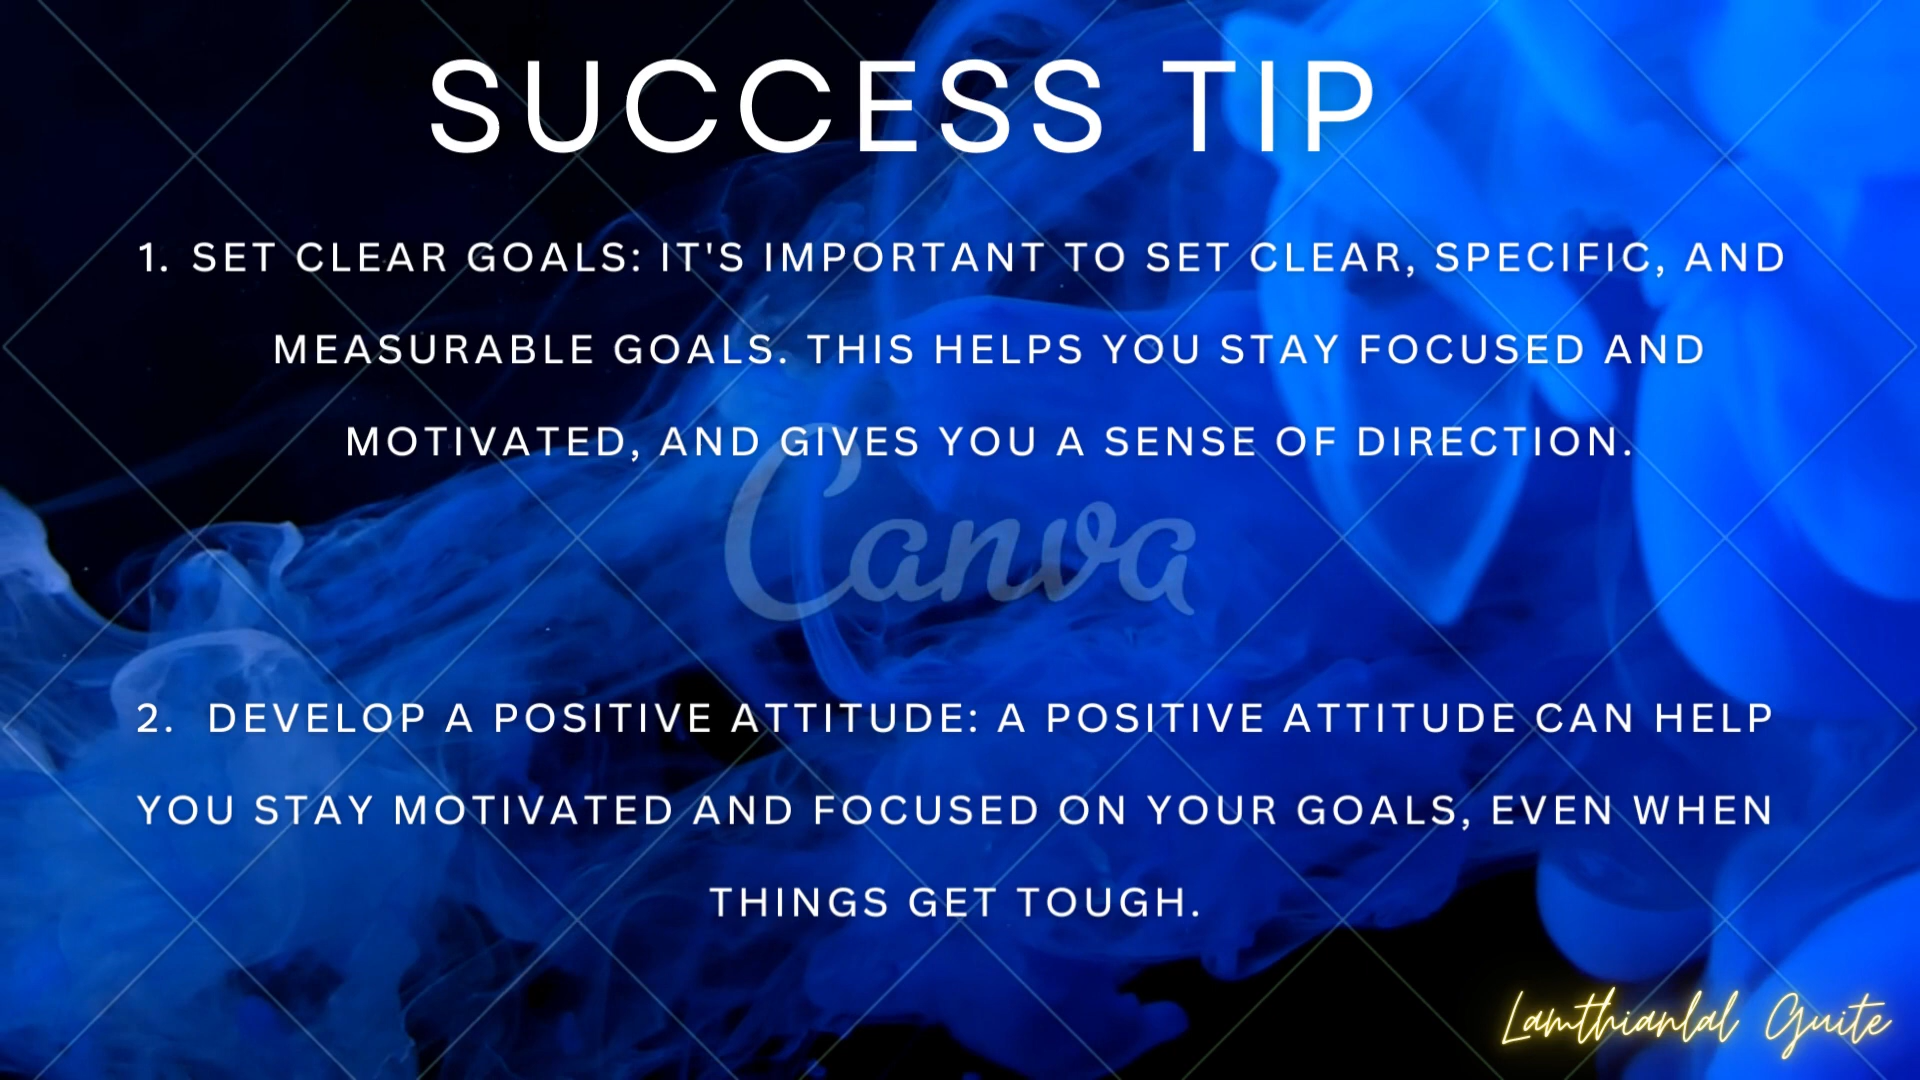 SUCCESS TIP
1. SET CLEAR GOALS: IT'S IMPORTANT TO SET CLEAR, SPECIFIC, AND
MEASURABLE GOALS. THIS HELPS YOU STAY FOCUSED AND
MOTIVATED, AND GIVES YOU A SENSE OF DIRECTION.
Canva
2. DEVELOP A POSITIVE ATTITUDE: A POSITIVE ATTITUDE CAN HELP
YOU STAY MOTIVATED AND FOCUSED ON YOUR GOALS, EVEN WHEN
THINGS GET TOUGH.
Lamthianlal Guite